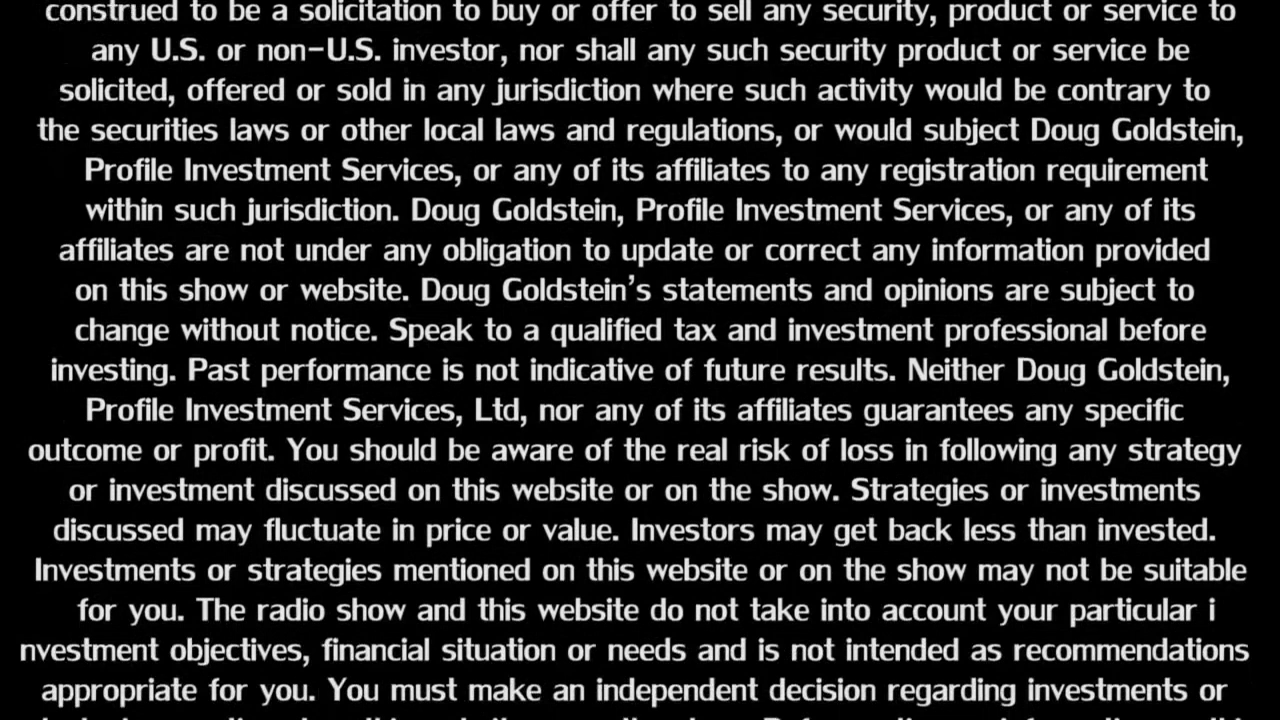 construed to be a solicitation to buy or offer to sell any security, product or service to
any U.S. or non-U.S. investor, nor shall any such security product or service be
solicited, offered or sold in any jurisdiction where such activity would be contrary to
the securities laws or other local laws and regulations, or would subject Doug Goldstein,
Profile Investment Services, or any of its affiliates to any registration requirement
within such jurisdiction. Doug Goldstein, Profile Investment Services, or any of its
affiliates are not under any obligation to update or correct any information provided
on this show or website. Doug Goldstein's statements and opinions are subject to
change without notice. Speak to a qualified tax and investment professional before
investing. Past performance is not indicative of future results. Neither Doug Goldstein,
Profile Investment Services, Ltd, nor any of its affiliates guarantees any specific
outcome or profit. You should be aware of the real risk of loss in following any strategy
or investment discussed on this website or on the show. Strategies or investments
discussed may fluctuate in price or value. Investors may get back less than invested.
Investments or strategies mentioned on this website or on the show may not be suitable
for you. The radio show and this website do not take into account your particular i
nvestment objectives, financial situation or needs and is not intended as recommendations
appropriate for you. You must make an independent decision regarding investments or